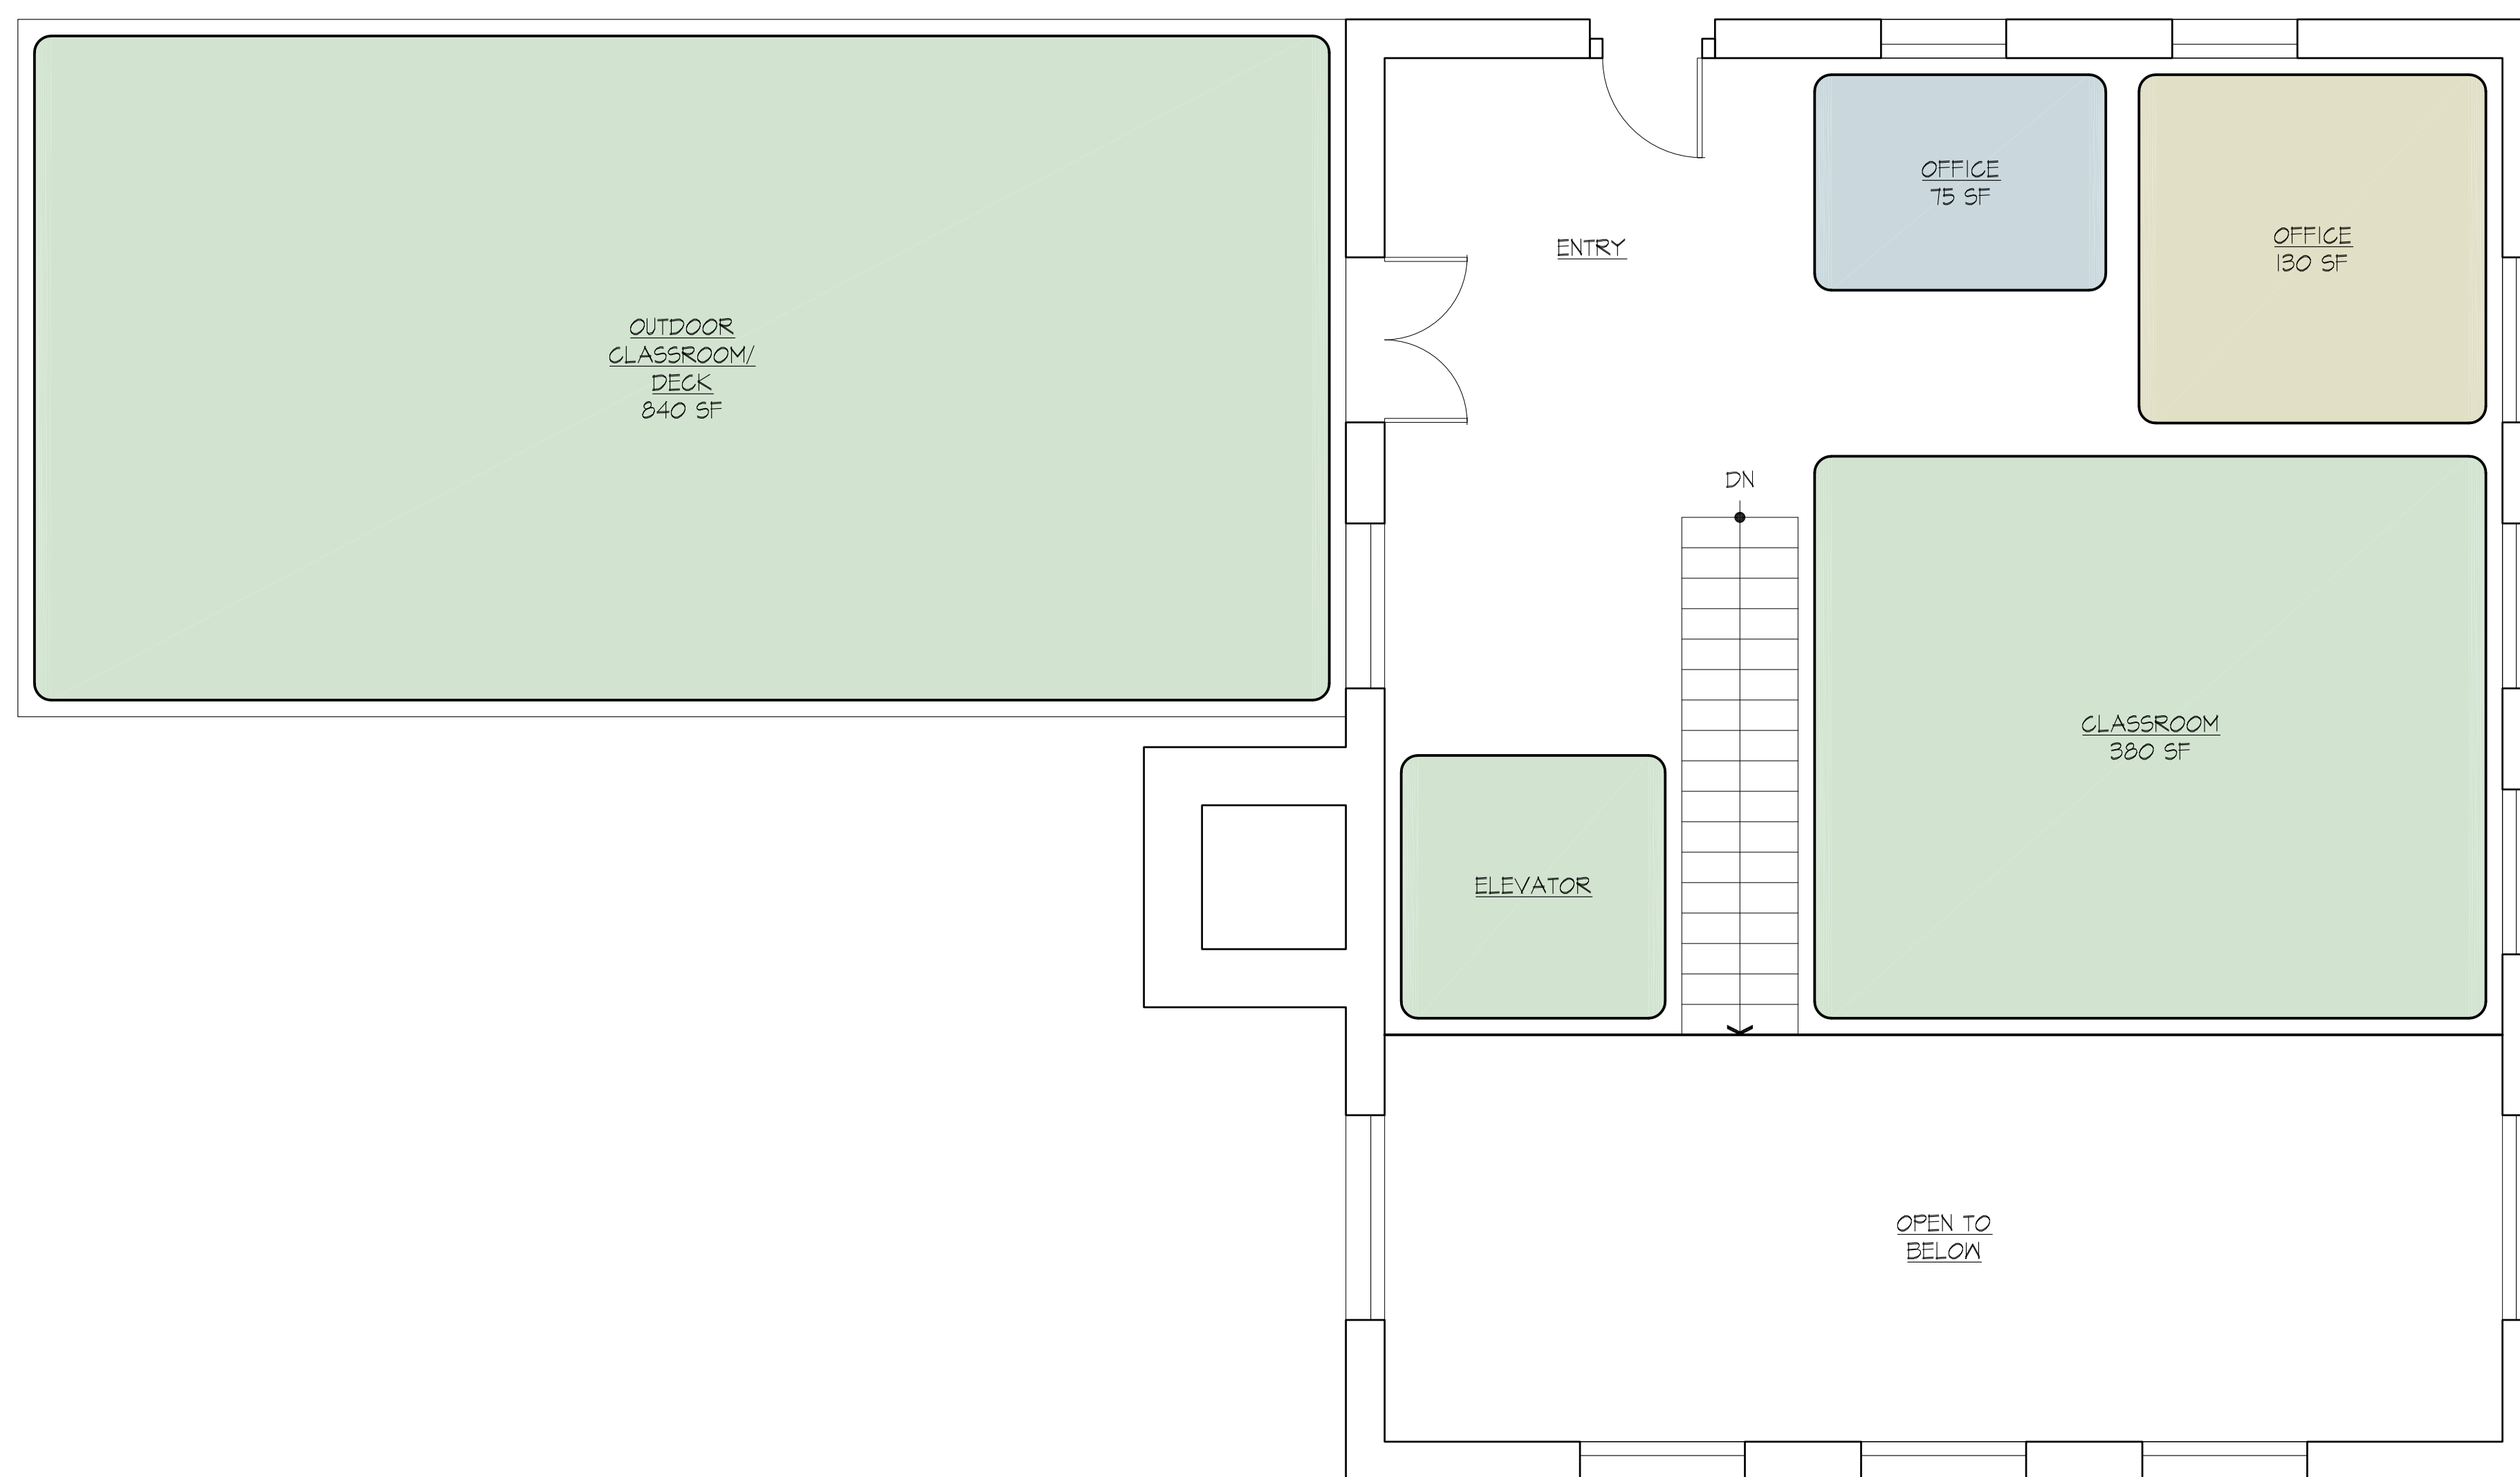 OFFICE
75 SF
OFFICE
130 SF
ENTRY
OUTDOOR
CLASSROOM/
DECK
840 SF
DN
CLASSROOM
380 SF
ELEVATOR
OPEN TO
BELOW